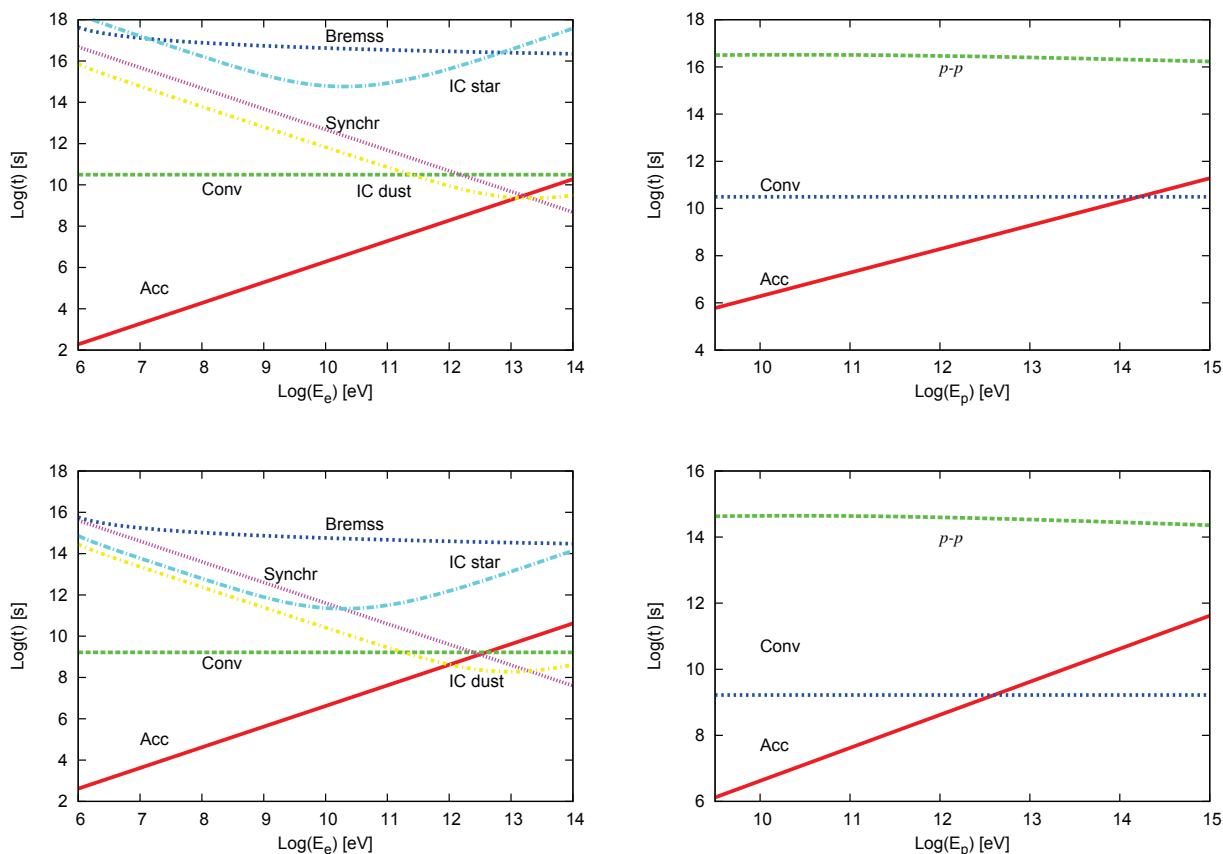 18
16
14
12
10
8
6
4
2
Log(t) [s]
Bremss
IC star
Synchr
Conv
IC dust
Acc
6 7 8 9 10 11 12 13 14
Log(E_e) [eV]
18
16
14
12
10
8
6
4
Log(t) [s]
p-p
Conv
Acc
10 11 12 13 14 15
Log(E_p) [eV]
18
16
14
12
10
8
6
4
2
Log(t) [s]
Bremss
IC star
Synchr
Conv
IC dust
Acc
6 7 8 9 10 11 12 13 14
Log(E_e) [eV]
16
14
12
10
8
6
Log(t) [s]
p-p
Conv
Acc
10 11 12 13 14 15
Log(E_p) [eV]